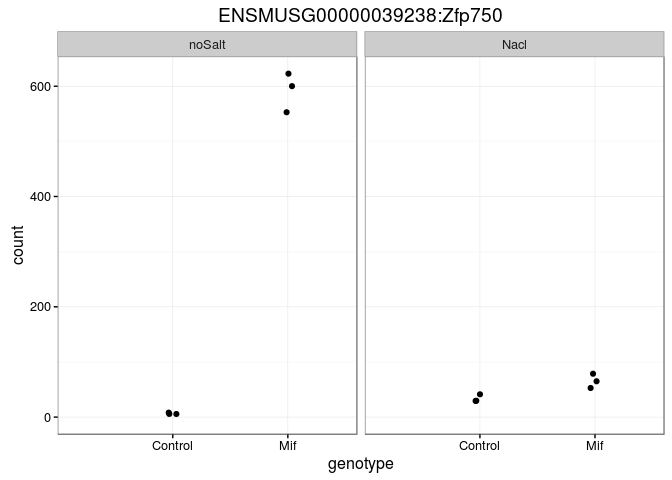 ENSMUSG00000039238:Zfp750
noSalt
Nacl
600
400
200
0
count
Control
Mif
Control
Mif
genotype